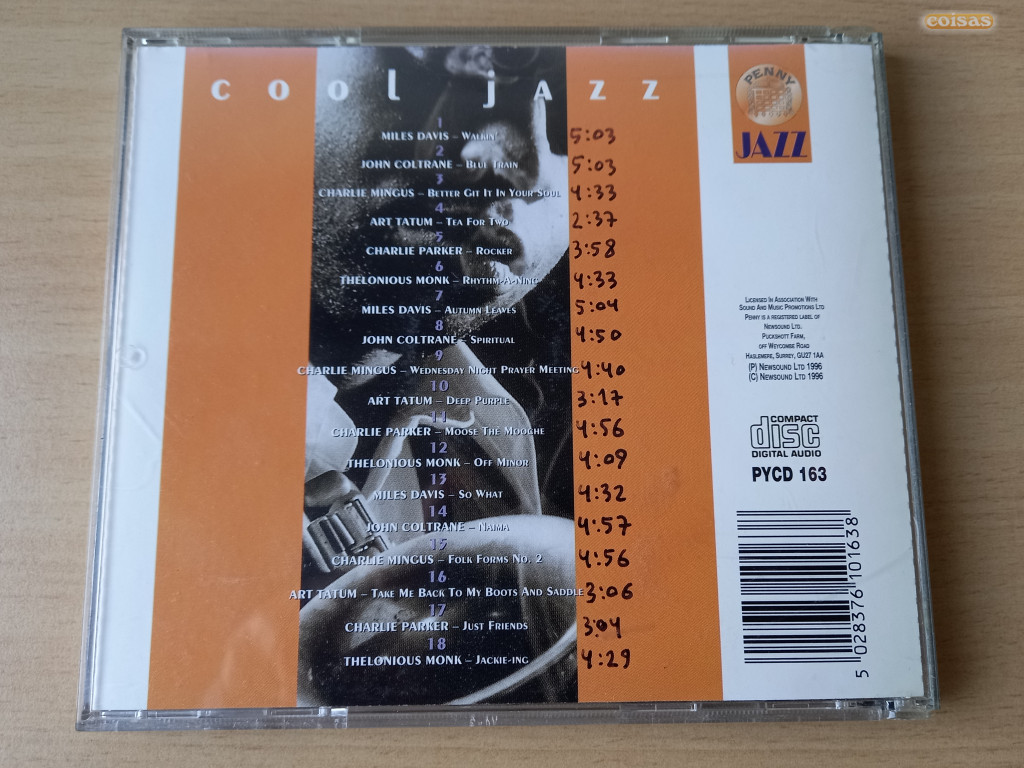 coisas
cool jazz
1
MILES DAVIS – WALKIN' 5:03
2
JOHN COLTRANE – BLUE TRAIN 5:03
3
CHARLIE MINGUS – BETTER GIT IT IN YOUR SOUL 4:33
4
ART TATUM – TEA FOR TWO 2:37
5
CHARLIE PARKER – ROCKER 3:58
6
THELONIOUS MONK – RHYTHM-A-NING 4:33
7
MILES DAVIS – AUTUMN LEAVES 5:04
8
JOHN COLTRANE – SPIRITUAL 4:50
9
CHARLIE MINGUS – WEDNESDAY NIGHT PRAYER MEETING 4:40
10
ART TATUM – DEEP PURPLE 3:17
11
CHARLIE PARKER – MOOSE THE MOOCHE 4:56
12
THELONIOUS MONK – OFF MINOR 4:09
13
MILES DAVIS – SO WHAT 4:32
14
JOHN COLTRANE – NAIMA 4:57
15
CHARLIE MINGUS – FOLK FORMS NO. 2 4:56
16
ART TATUM – TAKE ME BACK TO MY BOOTS AND SADDLE 3:06
17
CHARLIE PARKER – JUST FRIENDS 3:04
18
THELONIOUS MONK – JACKIE-ING 4:29
PENNY
JAZZ
LICENSED IN ASSOCIATION WITH
SOUND AND MUSIC PROMOTIONS LTD
PENNY IS A REGISTERED LABEL OF
NEWSOUND LTD.
PUCKSHOTT FARM,
OFF WEYCOMBE ROAD
HASLEMERE, SURREY, GU27 1AA
(P) NEWSOUND LTD 1996
(C) NEWSOUND LTD 1996
COMPACT
disc
DIGITAL AUDIO
PYCD 163
5 028376 101638